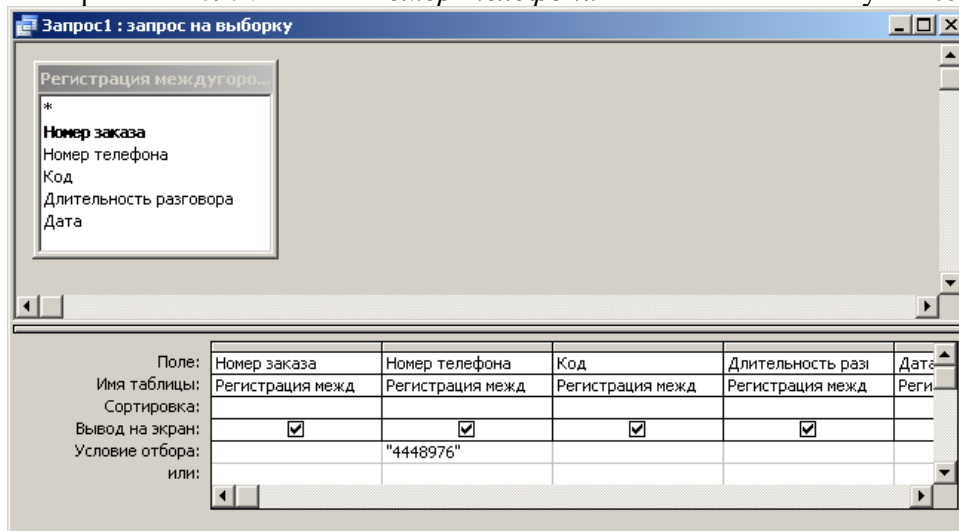 Запрос1 : запрос на выборку
Регистрация междугоро...
*
Номер заказа
Номер телефона
Код
Длительность разговора
Дата
Поле: Номер заказа Номер телефона Код Длительность разг Дата
Имя таблицы: Регистрация межд Регистрация межд Регистрация межд Регистрация межд Реги
Сортировка:
Вывод на экран:
Условие отбора: "4448976"
или: